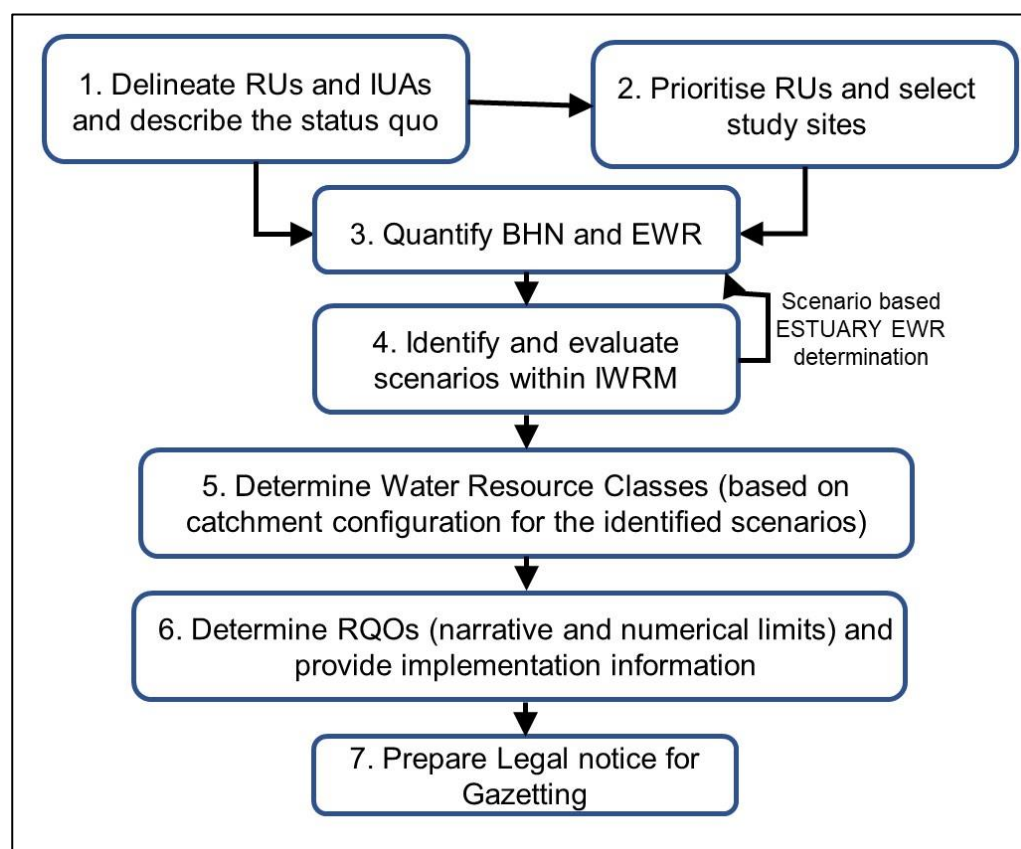 1. Delineate RUs and IUAs
and describe the status quo
2. Prioritise RUs and select
study sites
3. Quantify BHN and EWR
Scenario based
ESTUARY EWR
determination
4. Identify and evaluate
scenarios within IWRM
5. Determine Water Resource Classes (based on
catchment configuration for the identified scenarios)
6. Determine RQOs (narrative and numerical limits) and
provide implementation information
7. Prepare Legal notice for
Gazetting